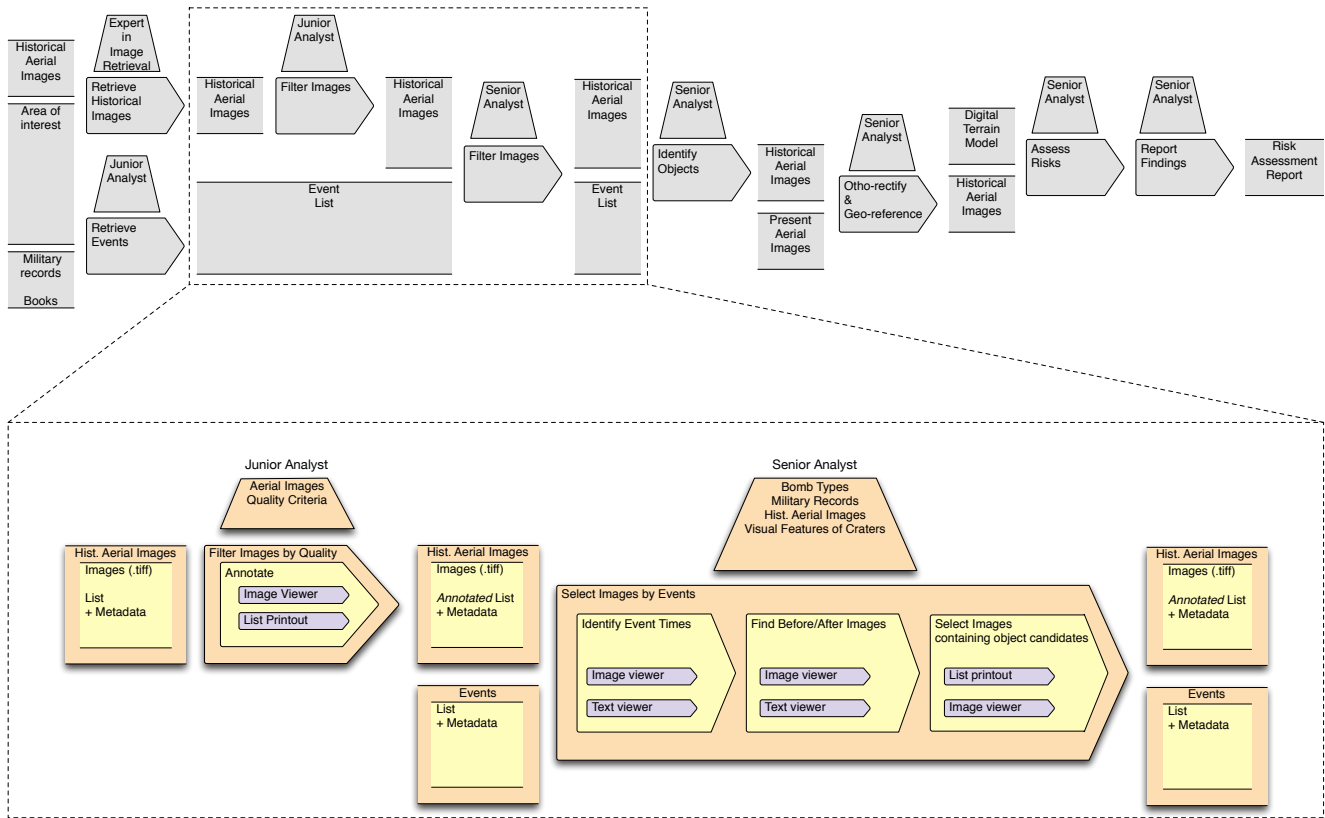 Historical
Aerial
Images
Area of
interest
Military
records
Books
Expert
in
Image
Retrieval
Retrieve
Historical
Images
Junior
Analyst
Retrieve
Events
Historical
Aerial
Images
Junior
Analyst
Filter Images
Historical
Aerial
Images
Event
List
Senior
Analyst
Filter Images
Historical
Aerial
Images
Event
List
Senior
Analyst
Identify
Objects
Historical
Aerial
Images
Present
Aerial
Images
Senior
Analyst
Otho-rectify
&
Geo-reference
Digital
Terrain
Model
Historical
Aerial
Images
Senior
Analyst
Assess
Risks
Senior
Analyst
Report
Findings
Risk
Assessment
Report
Junior Analyst
Aerial Images
Quality Criteria
Hist. Aerial Images
Images (.tiff)
List
+ Metadata
Filter Images by Quality
Annotate
Image Viewer
List Printout
Hist. Aerial Images
Images (.tiff)
Annotated List
+ Metadata
Events
List
+ Metadata
Senior Analyst
Bomb Types
Military Records
Hist. Aerial Images
Visual Features of Craters
Select Images by Events
Identify Event Times
Image viewer
Text viewer
Find Before/After Images
Image viewer
Text viewer
Select Images
containing object candidates
List printout
Image viewer
Hist. Aerial Images
Images (.tiff)
Annotated List
+ Metadata
Events
List
+ Metadata